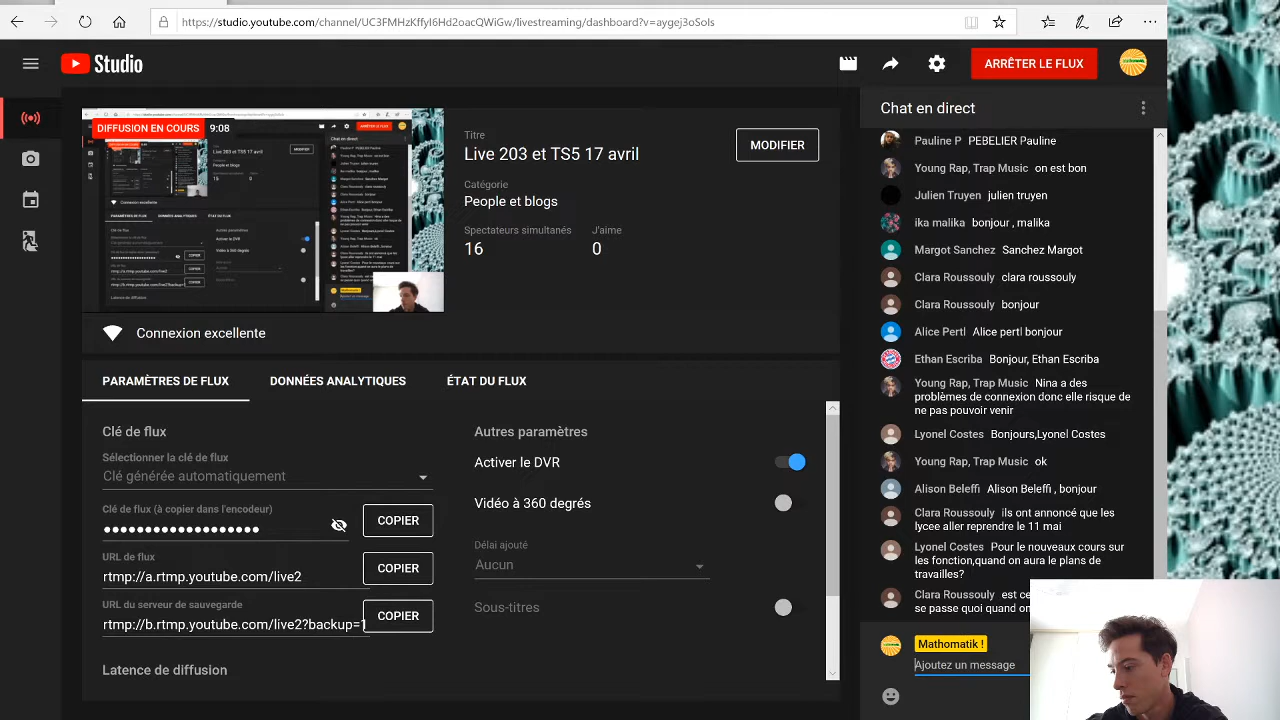 https://studio.youtube.com/channel/UC3FMHzKffyI6Hd2oacQWiGw/livestreaming/dashboard?v=aygej3oSoIs
Studio
ARRÊTER LE FLUX
DIFFUSION EN COURS 9:08
Titre
Live 203 et TS5 17 avril
MODIFIER
Catégorie
People et blogs
Spectateurs simultanés
J'aime
16
0
Connexion excellente
PARAMÈTRES DE FLUX
DONNÉES ANALYTIQUES
ÉTAT DU FLUX
Clé de flux
Sélectionner la clé de flux
Clé générée automatiquement
Clé de flux (à copier dans l'encodeur)
COPIER
URL de flux
rtmp://a.rtmp.youtube.com/live2
COPIER
URL du serveur de sauvegarde
rtmp://b.rtmp.youtube.com/live2?backup=1
COPIER
Latence de diffusion
Autres paramètres
Activer le DVR
Vidéo à 360 degrés
Délai ajouté
Aucun
Sous-titres
Chat en direct
Pauline P PEBELIER Pauline
Young Rap, Trap Music
Julien Truyn julien truyn
ika malika bonjour , malika
Margot Sanchez Sanchez Margot
Clara Roussouly clara roussouly
Clara Roussouly bonjour
Alice Pertl Alice pertl bonjour
Ethan Escriba Bonjour, Ethan Escriba
Young Rap, Trap Music Nina a des
problèmes de connexion donc elle risque de
ne pas pouvoir venir
Lyonel Costes Bonjours,Lyonel Costes
Young Rap, Trap Music ok
Alison Beleffi Alison Beleffi , bonjour
Clara Roussouly ils ont annoncé que les
lycee aller reprendre le 11 mai
Lyonel Costes Pour le nouveaux cours sur
les fonction,quand on aura le plans de
travailles?
Clara Roussouly est ce
se passe quoi quand on
Mathomatik !
Ajoutez un message